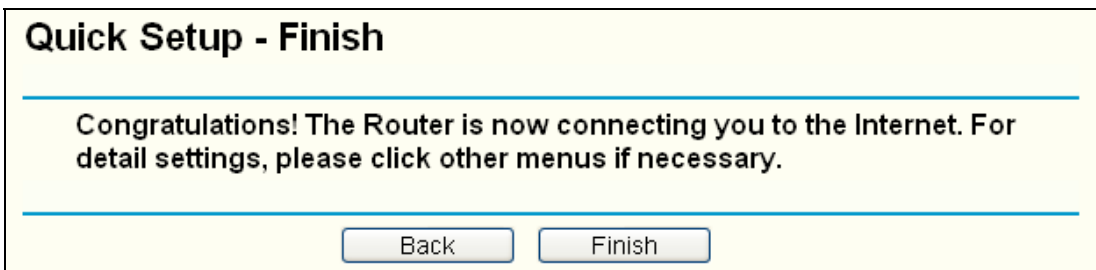 Quick Setup - Finish
Congratulations! The Router is now connecting you to the Internet. For
detail settings, please click other menus if necessary.
Back
Finish